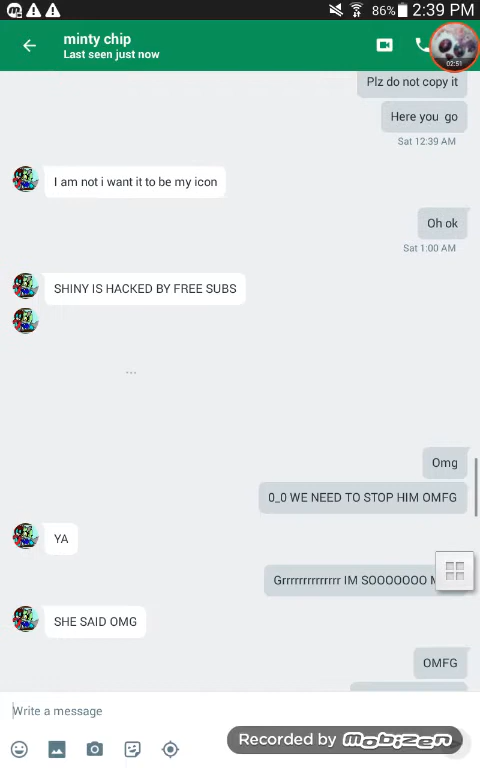 86% 2:39 PM
minty chip
Last seen just now
02:51
Plz do not copy it
Here you go
Sat 12:39 AM
I am not i want it to be my icon
Oh ok
Sat 1:00 AM
SHINY IS HACKED BY FREE SUBS
...
Omg
0_0 WE NEED TO STOP HIM OMFG
YA
Grrrrrrrrrrrrrr IM SOOOOOOO
SHE SAID OMG
OMFG
Write a message
Recorded by Mobizen